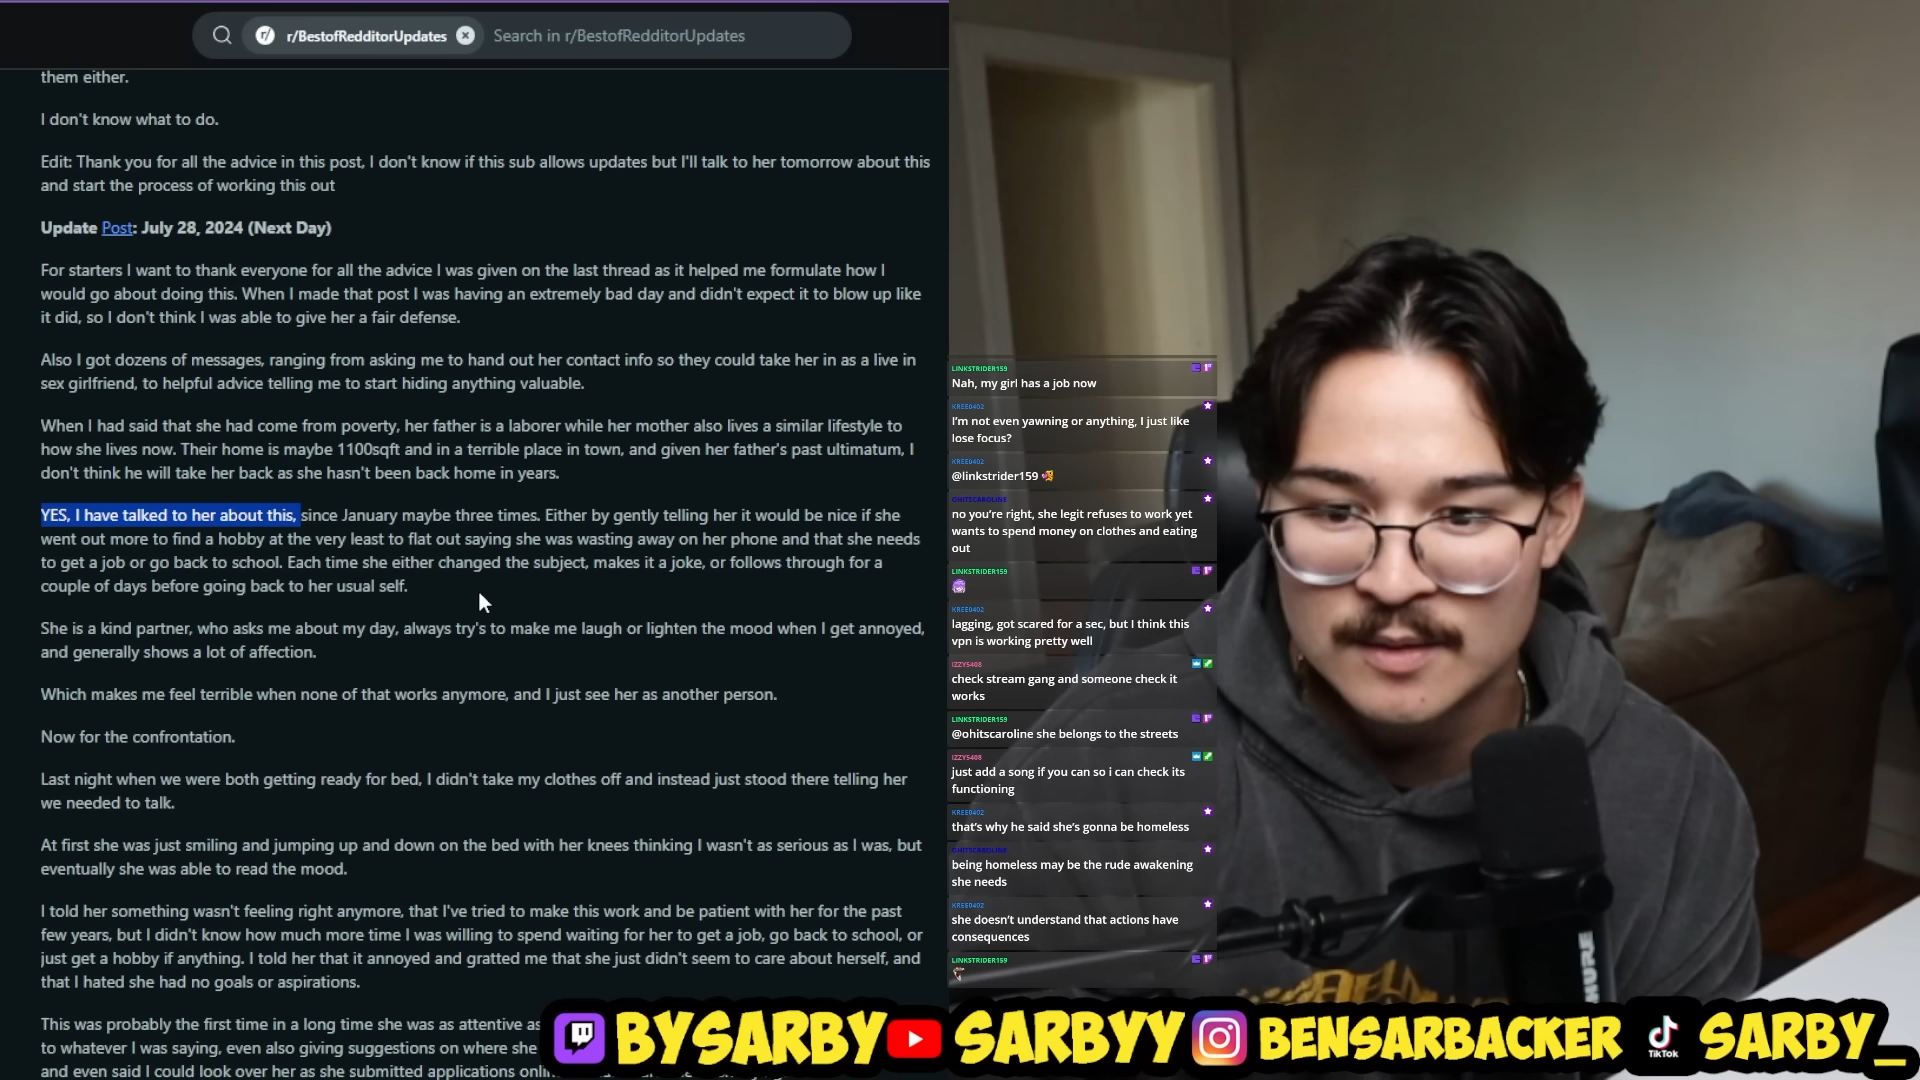 r/ r/BestofRedditorUpdates Search in r/BestofRedditorUpdates
them either.
I don't know what to do.
Edit: Thank you for all the advice in this post, I don't know if this sub allows updates but I'll talk to her tomorrow about this
and start the process of working this out
Update Post: July 28, 2024 (Next Day)
For starters I want to thank everyone for all the advice I was given on the last thread as it helped me formulate how I
would go about doing this. When I made that post I was having an extremely bad day and didn't expect it to blow up like
it did, so I don't think I was able to give her a fair defense.
Also I got dozens of messages, ranging from asking me to hand out her contact info so they could take her in as a live in
sex girlfriend, to helpful advice telling me to start hiding anything valuable.
When I had said that she had come from poverty, her father is a laborer while her mother also lives a similar lifestyle to
how she lives now. Their home is maybe 1100sqft and in a terrible place in town, and given her father's past ultimatum, I
don't think he will take her back as she hasn't been back home in years.
YES, I have talked to her about this, since January maybe three times. Either by gently telling her it would be nice if she
went out more to find a hobby at the very least to flat out saying she was wasting away on her phone and that she needs
to get a job or go back to school. Each time she either changed the subject, makes it a joke, or follows through for a
couple of days before going back to her usual self.
She is a kind partner, who asks me about my day, always try's to make me laugh or lighten the mood when I get annoyed,
and generally shows a lot of affection.
Which makes me feel terrible when none of that works anymore, and I just see her as another person.
Now for the confrontation.
Last night when we were both getting ready for bed, I didn't take my clothes off and instead just stood there telling her
we needed to talk.
At first she was just smiling and jumping up and down on the bed with her knees thinking I wasn't as serious as I was, but
eventually she was able to read the mood.
I told her something wasn't feeling right anymore, that I've tried to make this work and be patient with her for the past
few years, but I didn't know how much more time I was willing to spend waiting for her to get a job, go back to school, or
just get a hobby if anything. I told her that it annoyed and gratted me that she just didn't seem to care about herself, and
that I hated she had no goals or aspirations.
This was probably the first time in a long time she was as attentive as
to whatever I was saying, even also giving suggestions on where she
and even said I could look over her as she submitted applications
LINKSTRIDER159
Nah, my girl has a job now
KREE0402
I'm not even yawning or anything, I just like
lose focus?
KREE0402
@linkstrider159
OHITSCAROLINE
no you're right, she legit refuses to work yet
wants to spend money on clothes and eating
out
LINKSTRIDER159
KREE0402
lagging, got scared for a sec, but I think this
vpn is working pretty well
IZZY5408
check stream gang and someone check it
works
LINKSTRIDER159
@ohitscaroline she belongs to the streets
IZZY5408
just add a song if you can so i can check its
functioning
KREE0402
that's why he said she's gonna be homeless
OHITSCAROLINE
being homeless may be the rude awakening
she needs
KREE0402
she doesn't understand that actions have
consequences
LINKSTRIDER159
BYSARBY SARBYY BENSARBACKER TikTok SARBY_